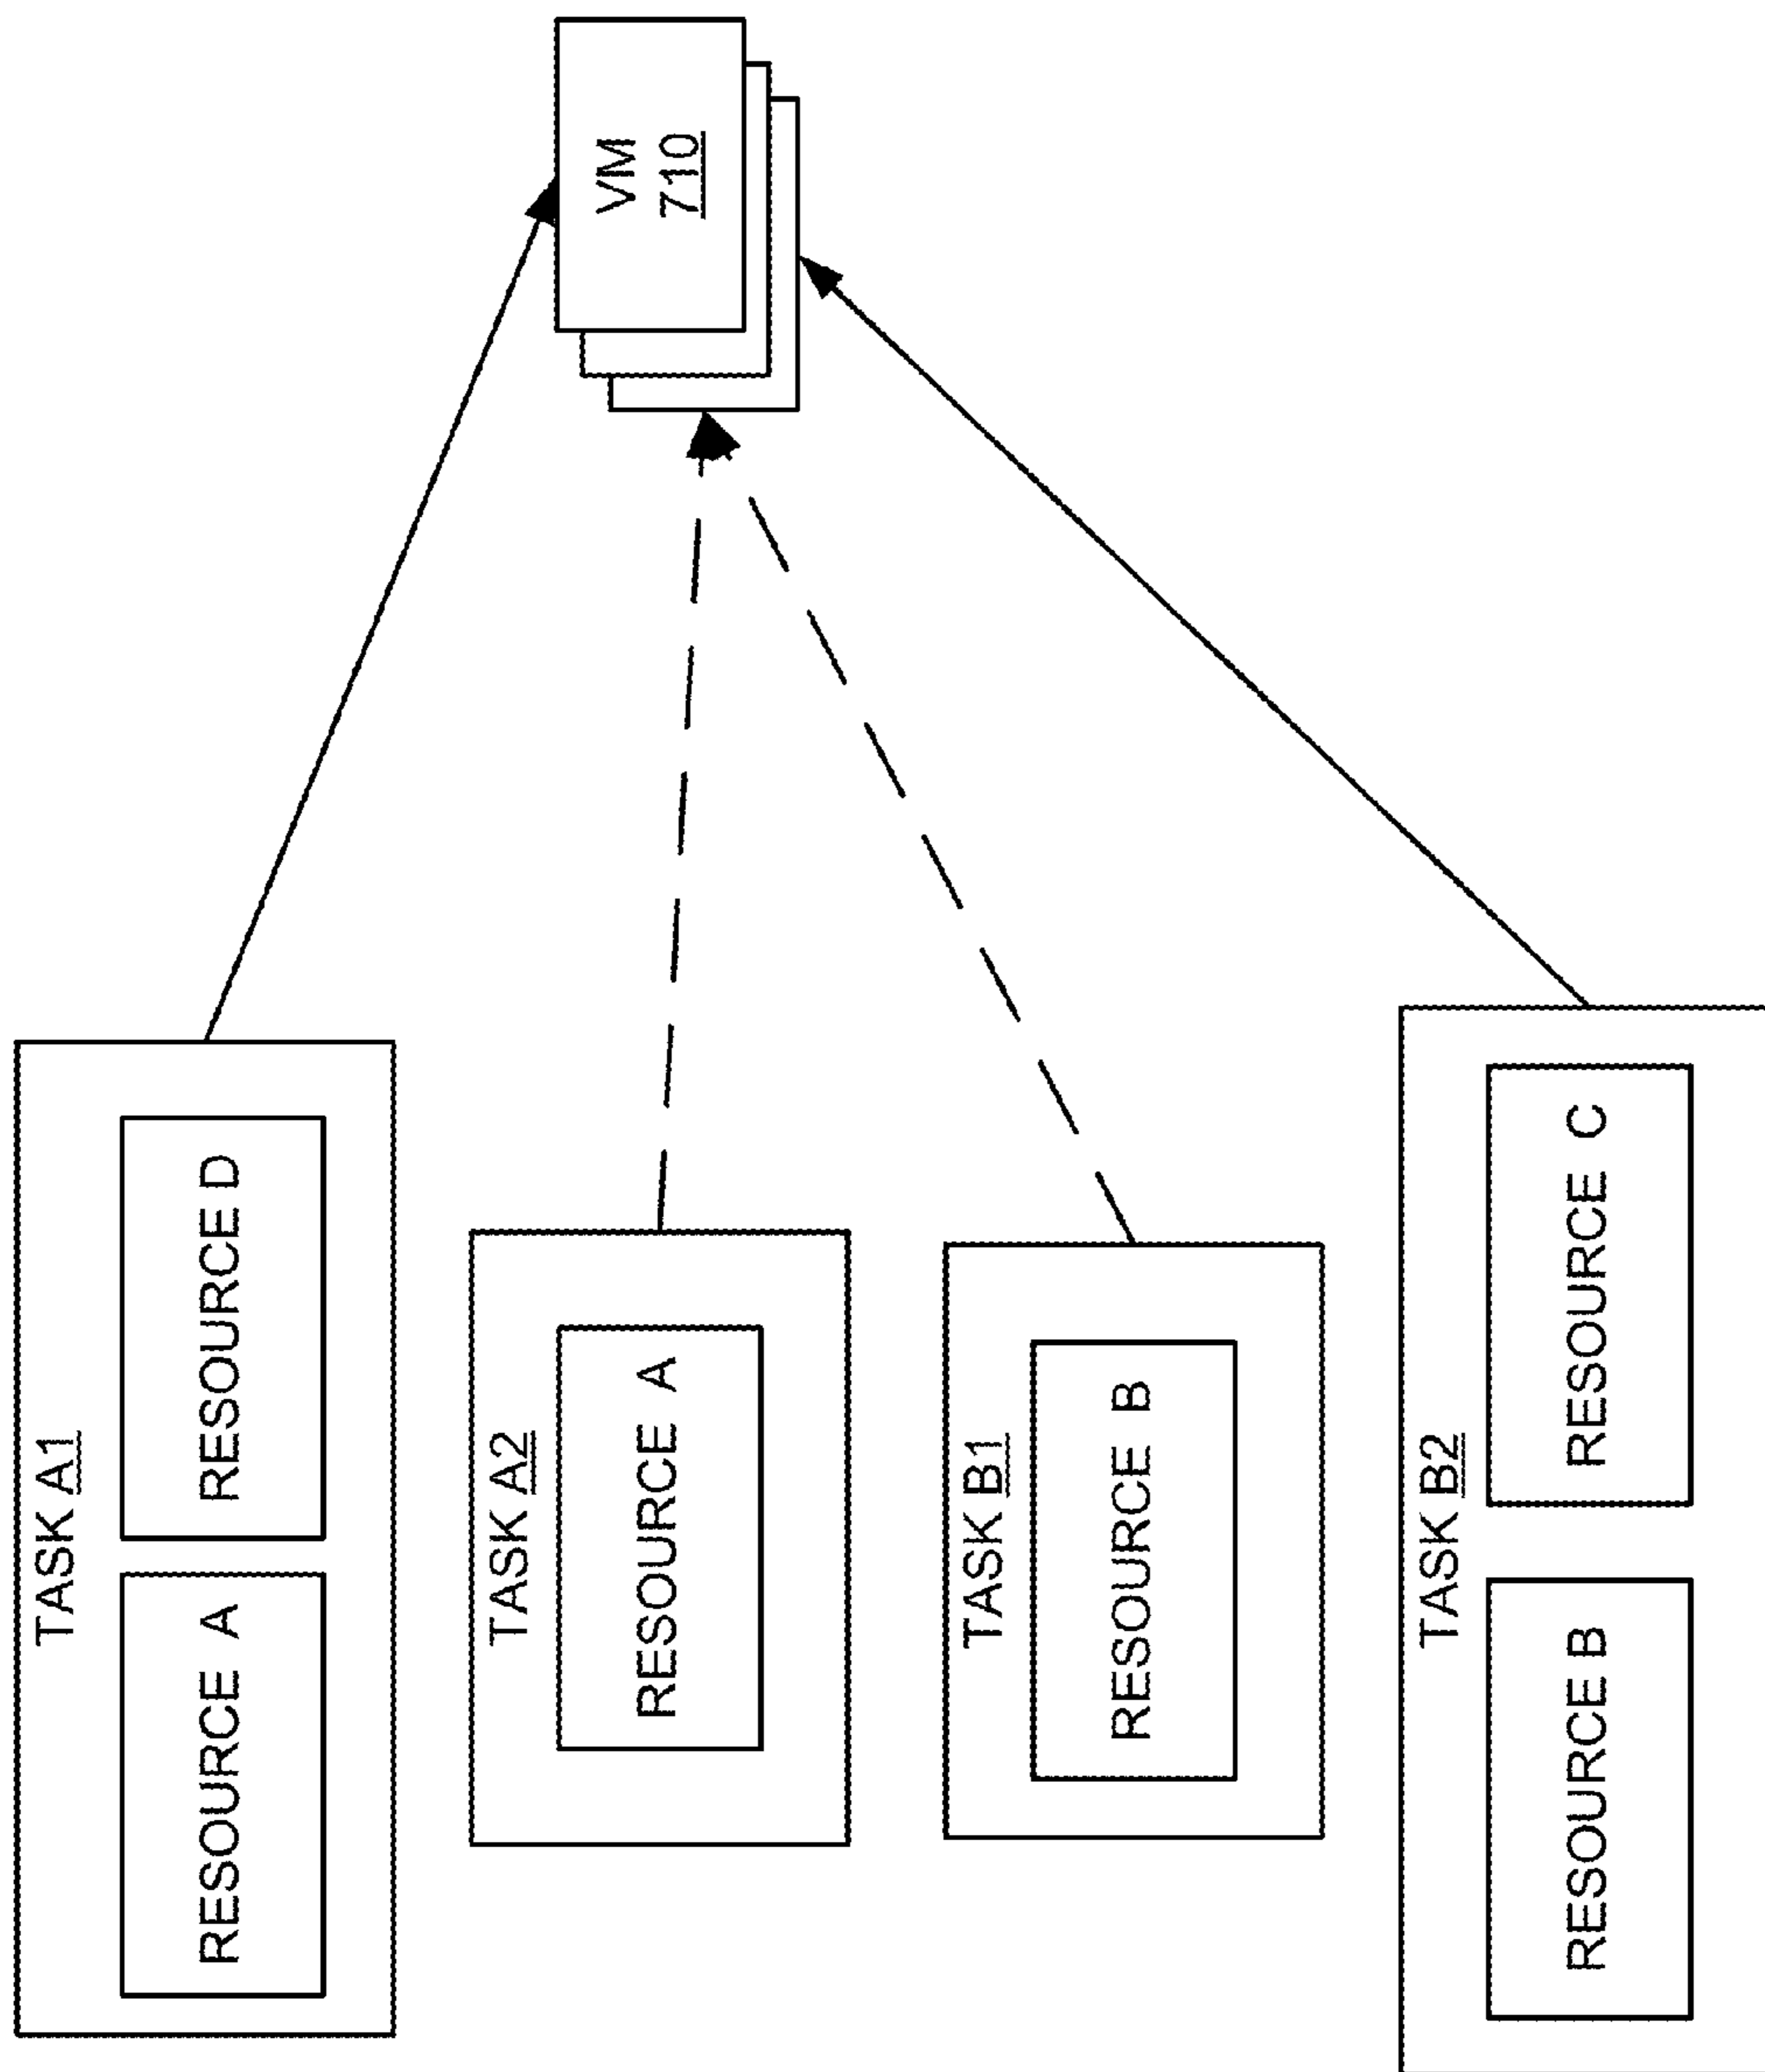 TASK A1
RESOURCE A
RESOURCE D
TASK A2
RESOURCE A
TASK B1
RESOURCE B
TASK B2
RESOURCE B
RESOURCE C
VM
710